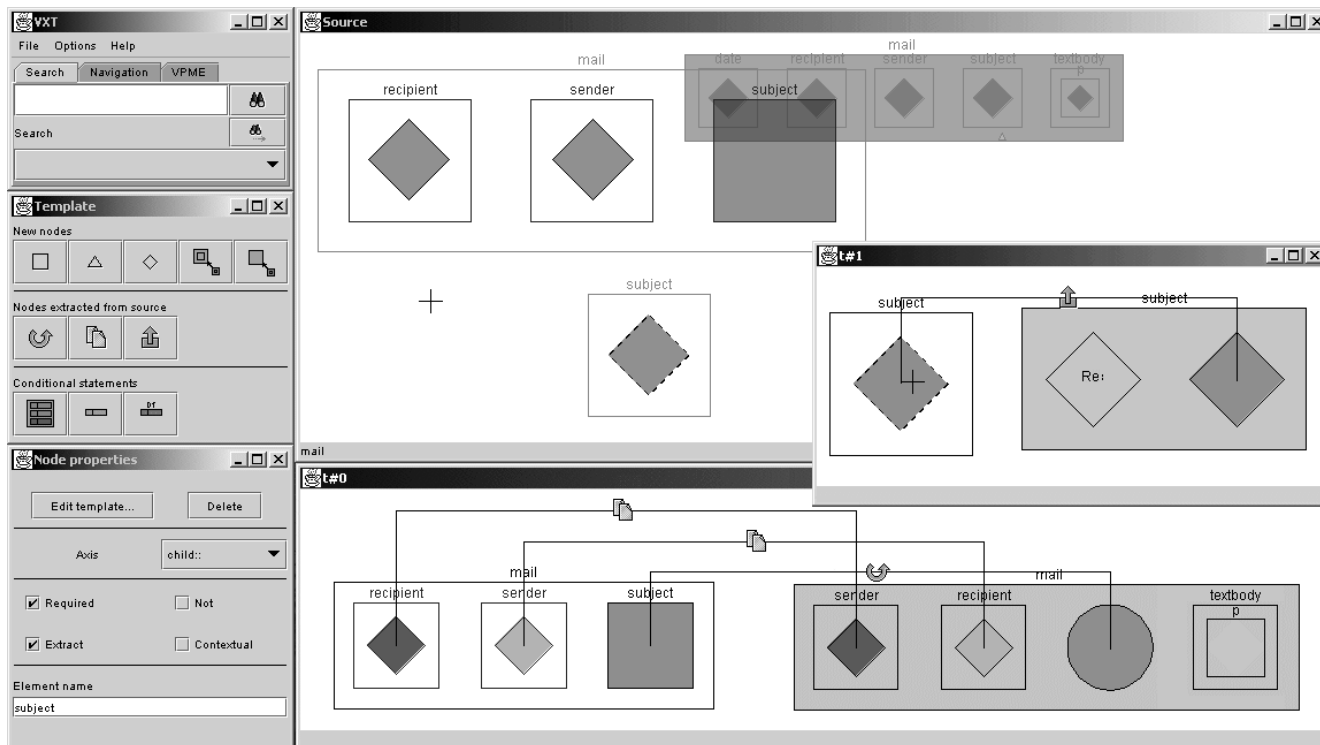 VXT
File Options Help
Search Navigation VPME
Search
Template
New nodes
Nodes extracted from source
Conditional statements
DT
Node properties
Edit template... Delete
Axis child::
Required Not
Extract Contextual
Element name
subject
Source
mail
mail
date recipient sender subject textbody
p
recipient sender subject
subject
mail
t#1
subject subject
Re:
t#0
mail mail
recipient sender subject sender recipient textbody
p